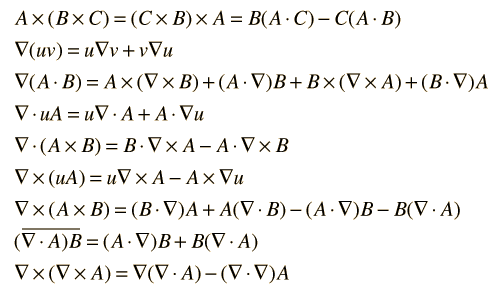 A × (B × C) = (C × B) × A = B(A · C) − C(A · B)
∇(uv) = u∇v + v∇u
∇(A · B) = A × (∇ × B) + (A · ∇)B + B × (∇ × A) + (B · ∇)A
∇ · uA = u∇ · A + A · ∇u
∇ · (A × B) = B · ∇ × A − A · ∇ × B
∇ × (uA) = u∇ × A − A × ∇u
∇ × (A × B) = (B · ∇)A + A(∇ · B) − (A · ∇)B − B(∇ · A)
(∇ · A)B̅ = (A · ∇)B + B(∇ · A)
∇ × (∇ × A) = ∇(∇ · A) − (∇ · ∇)A